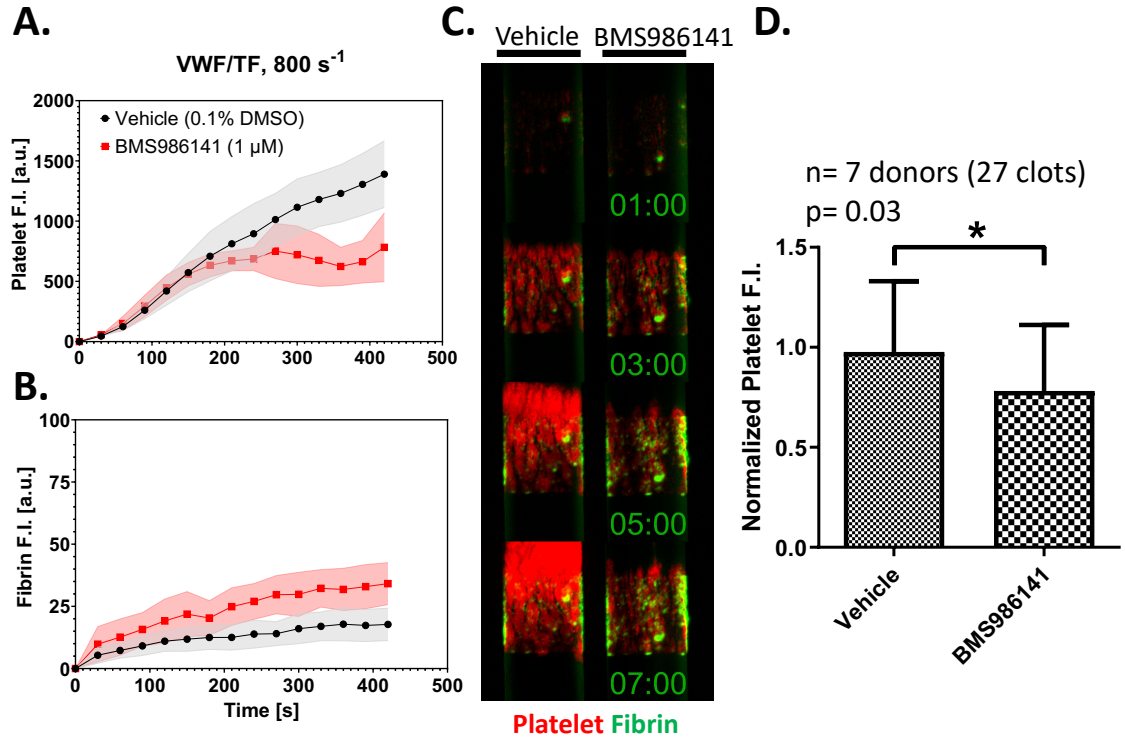 A.
VWF/TF, 800 s⁻¹
Platelet F.I. [a.u.]
2000
1500
1000
500
0
Vehicle (0.1% DMSO)
BMS986141 (1 µM)
0 100 200 300 400 500
B.
Fibrin F.I. [a.u.]
100
75
50
25
0
0 100 200 300 400 500
Time [s]
C.
Vehicle BMS986141
01:00
03:00
05:00
07:00
Platelet Fibrin
D.
n= 7 donors (27 clots)
p= 0.03
*
Normalized Platelet F.I.
1.5
1.0
0.5
0.0
Vehicle
BMS986141